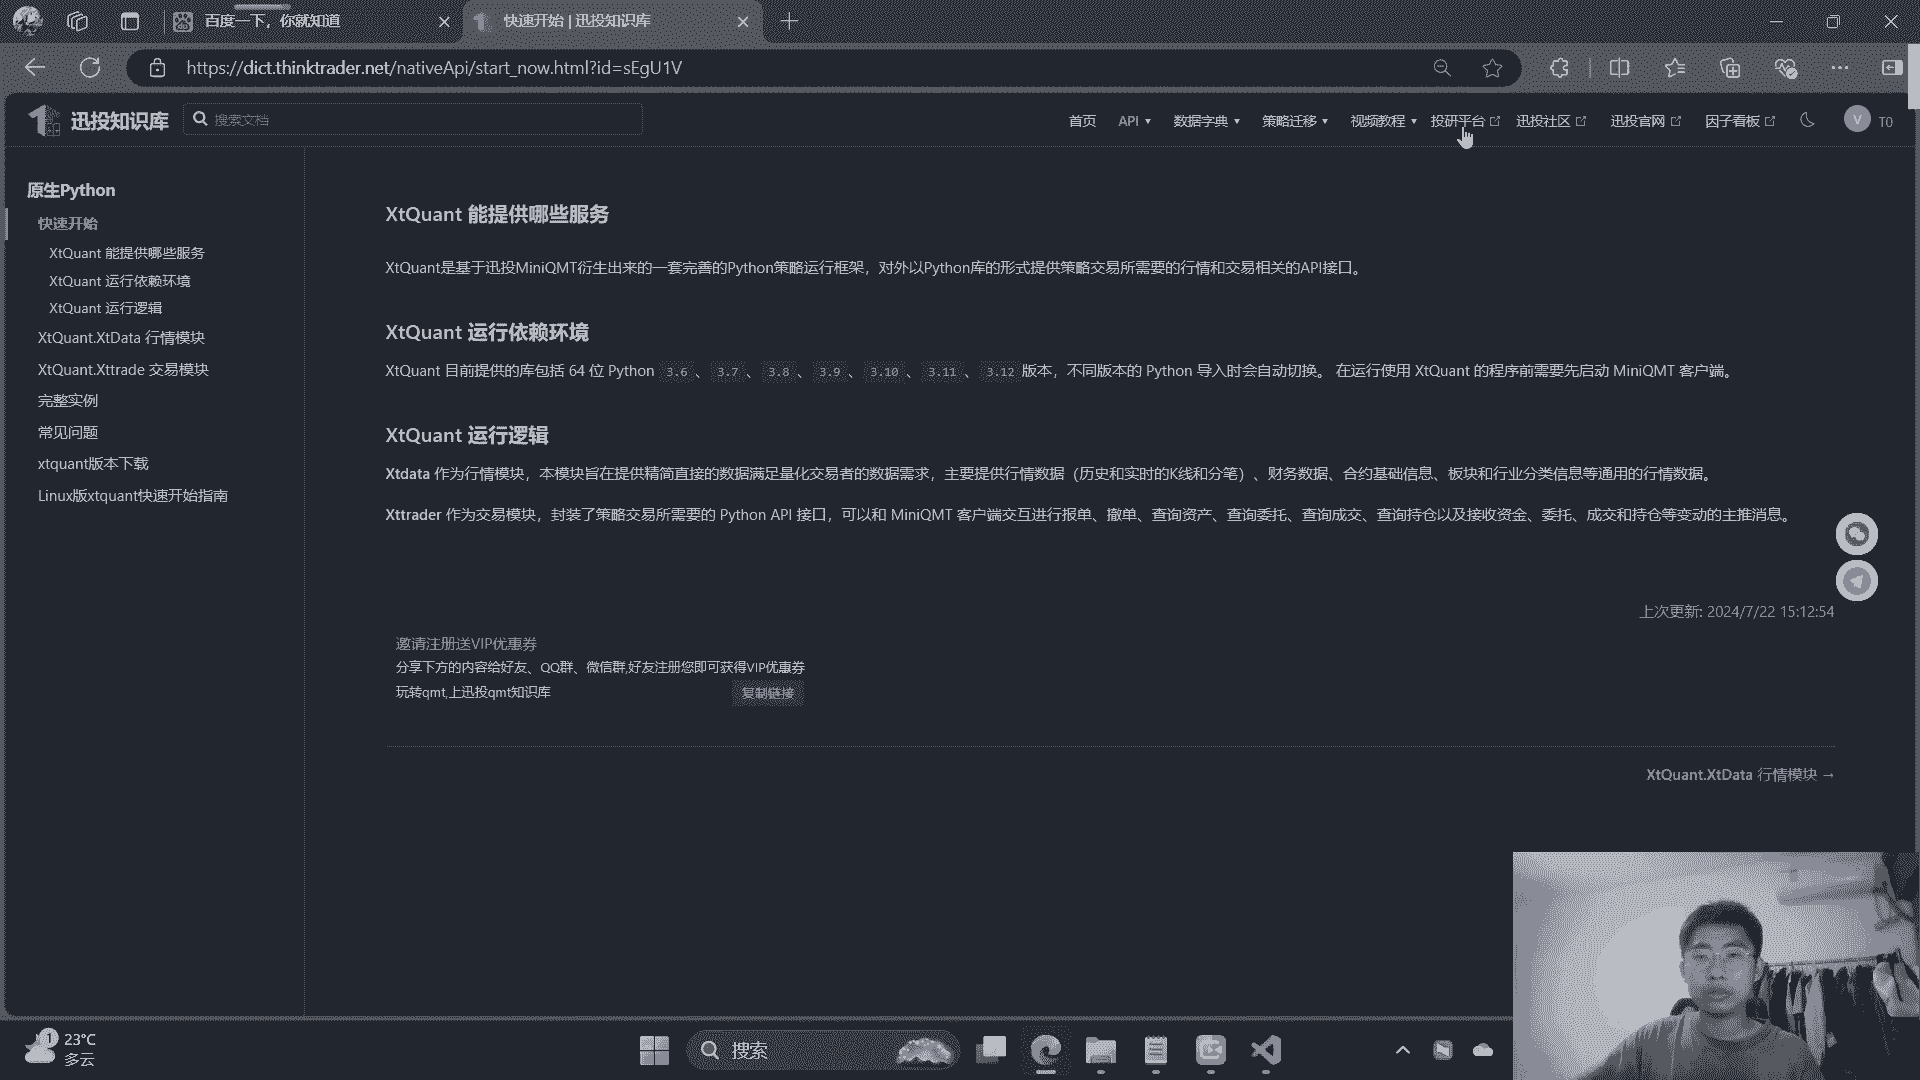 百度一下，你就知道
快速开始 | 迅投知识库
https://dict.thinktrader.net/nativeApi/start_now.html?id=sEgU1V
迅投知识库
搜索文档
首页
API
数据字典
策略迁移
视频教程
投研平台
迅投社区
迅投官网
因子看板
V
T0
原生Python
快速开始
XtQuant 能提供哪些服务
XtQuant 运行依赖环境
XtQuant 运行逻辑
XtQuant.XtData 行情模块
XtQuant.Xttrade 交易模块
完整实例
常见问题
xtquant版本下载
Linux版xtquant快速开始指南
XtQuant 能提供哪些服务
XtQuant是基于迅投MiniQMT衍生出来的一套完善的Python策略运行框架，对外以Python库的形式提供策略交易所需要的行情和交易相关的API接口。
XtQuant 运行依赖环境
XtQuant 目前提供的库包括 64 位 Python 3.6 、 3.7 、 3.8 、 3.9 、 3.10 、 3.11 、 3.12 版本，不同版本的 Python 导入时会自动切换。 在运行使用 XtQuant 的程序前需要先启动 MiniQMT 客户端。
XtQuant 运行逻辑
Xtdata 作为行情模块，本模块旨在提供精简直接的数据满足量化交易者的数据需求，主要提供行情数据（历史和实时的K线和分笔）、财务数据、合约基础信息、板块和行业分类信息等通用的行情数据。
Xttrader 作为交易模块，封装了策略交易所需要的 Python API 接口，可以和 MiniQMT 客户端交互进行报单、撤单、查询资产、查询委托、查询成交、查询持仓以及接收资金、委托、成交和持仓等变动的主推消息。
上次更新: 2024/7/22 15:12:54
邀请注册送VIP优惠券
分享下方的内容给好友、QQ群、微信群,好友注册您即可获得VIP优惠券
玩转qmt,上迅投qmt知识库
复制链接
XtQuant.XtData 行情模块 →
1
23°C
多云
搜索